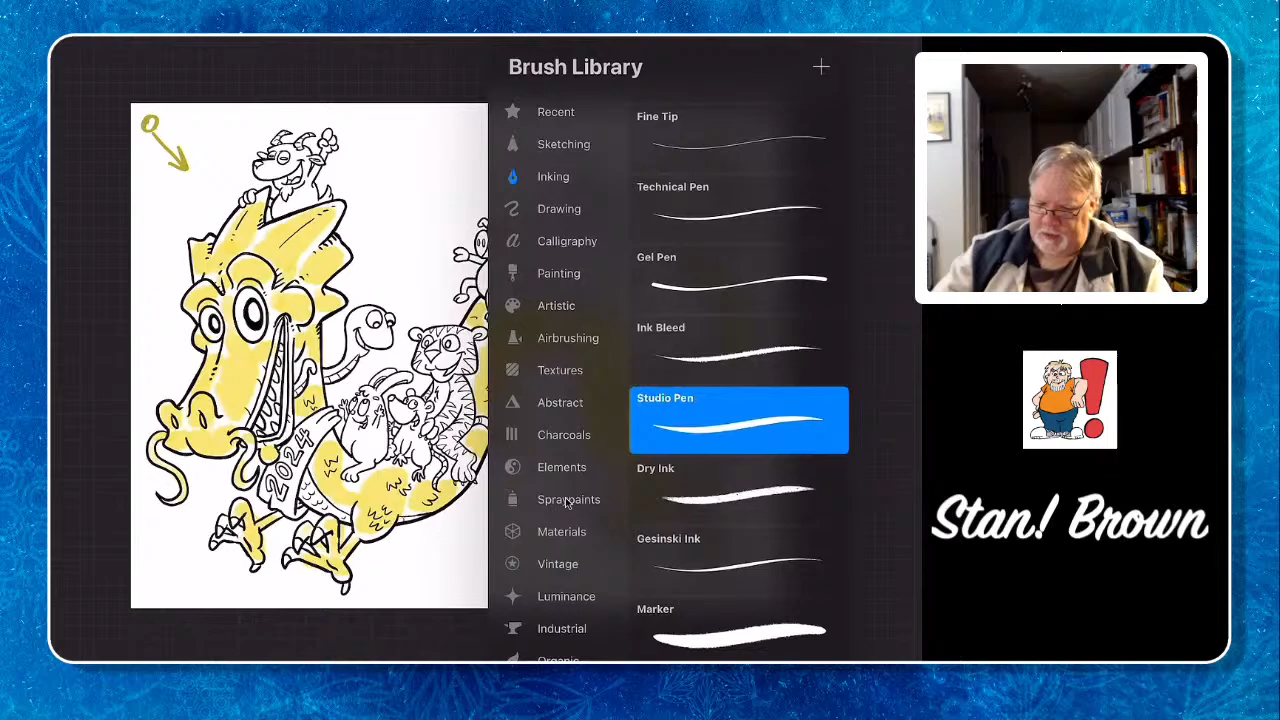 Brush Library
Recent
Sketching
Inking
Drawing
Calligraphy
Painting
Artistic
Airbrushing
Textures
Abstract
Charcoals
Elements
Spraypaints
Materials
Vintage
Luminance
Industrial
Organic
Fine Tip
Technical Pen
Gel Pen
Ink Bleed
Studio Pen
Dry Ink
Gesinski Ink
Marker
2024
Stan! Brown